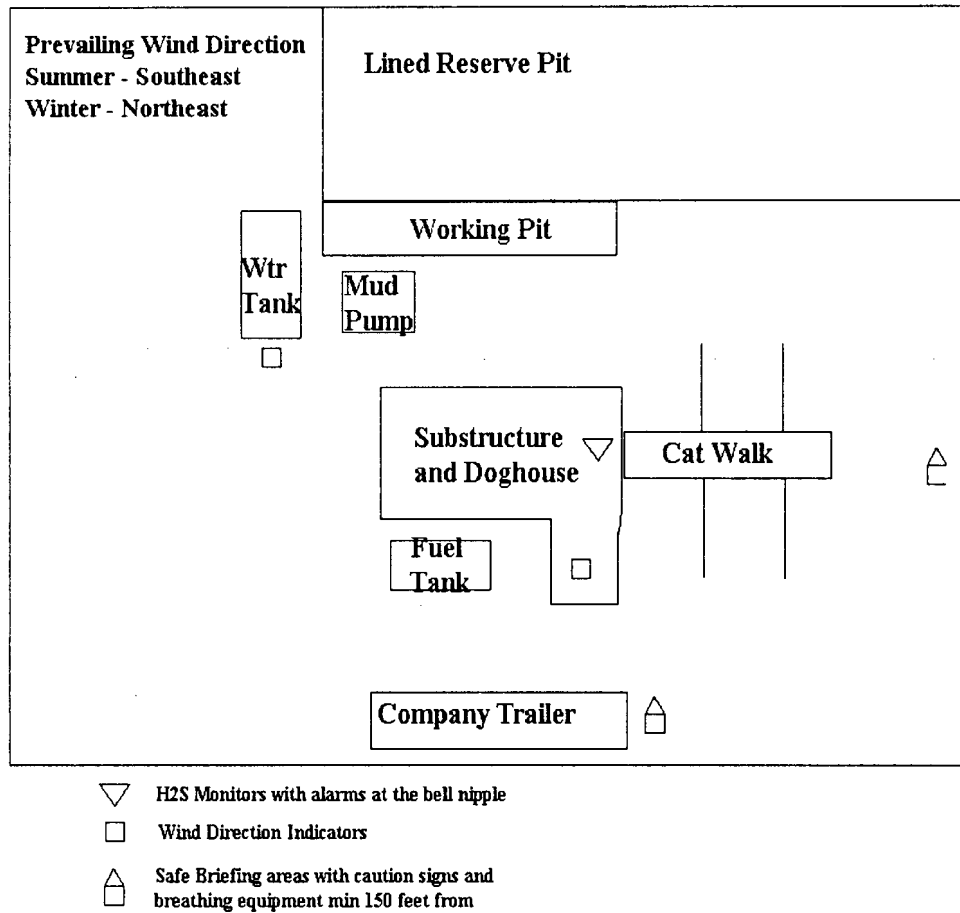 Prevailing Wind Direction
Summer - Southeast
Winter - Northeast
Lined Reserve Pit
Working Pit
Wtr
Tank
Mud
Pump
Substructure
and Doghouse
Cat Walk
Fuel
Tank
Company Trailer
H2S Monitors with alarms at the bell nipple
Wind Direction Indicators
Safe Briefing areas with caution signs and
breathing equipment min 150 feet from